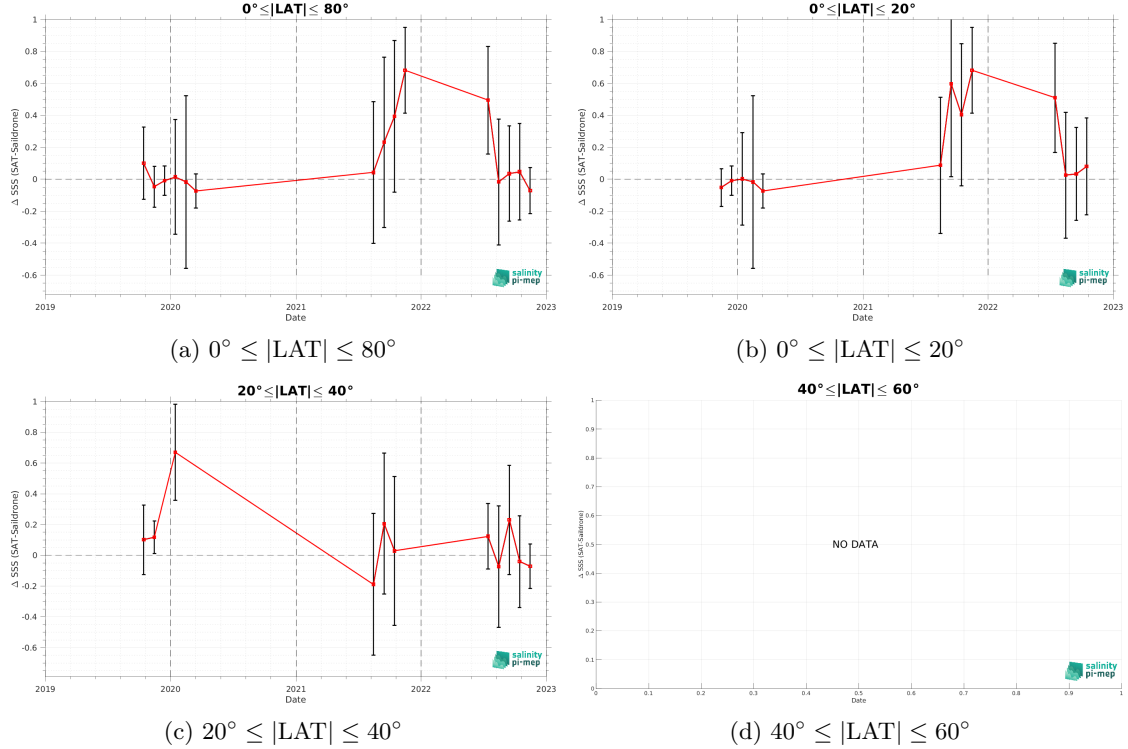 0°≤|LAT|≤ 80°
1
0.8
0.6
0.4
0.2
0
-0.2
-0.4
-0.6
Δ SSS (SAT-Saildrone)
2019
2020
2021
2022
2023
Date
salinity
pi-mep
(a) 0° ≤ |LAT| ≤ 80°
0°≤|LAT|≤ 20°
1
0.8
0.6
0.4
0.2
0
-0.2
-0.4
-0.6
Δ SSS (SAT-Saildrone)
2019
2020
2021
2022
2023
Date
salinity
pi-mep
(b) 0° ≤ |LAT| ≤ 20°
20°≤|LAT|≤ 40°
1
0.8
0.6
0.4
0.2
0
-0.2
-0.4
-0.6
Δ SSS (SAT-Saildrone)
2019
2020
2021
2022
2023
Date
salinity
pi-mep
(c) 20° ≤ |LAT| ≤ 40°
40°≤|LAT|≤ 60°
1
0.9
0.8
0.7
0.6
0.5
0.4
0.3
0.2
0.1
0
Δ SSS (SAT-Saildrone)
NO DATA
0
0.1
0.2
0.3
0.4
0.5
0.6
0.7
0.8
0.9
1
Date
salinity
pi-mep
(d) 40° ≤ |LAT| ≤ 60°